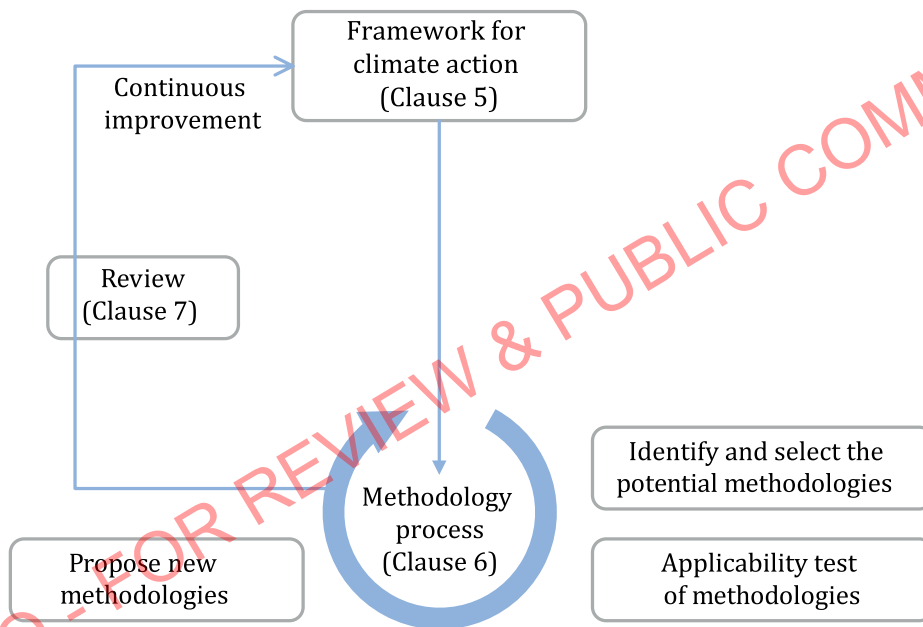 Framework for
climate action
(Clause 5)
Continuous
improvement
Review
(Clause 7)
Identify and select the
potential methodologies
Methodology
process
(Clause 6)
Propose new
methodologies
Applicability test
of methodologies
- FOR REVIEW & PUBLIC